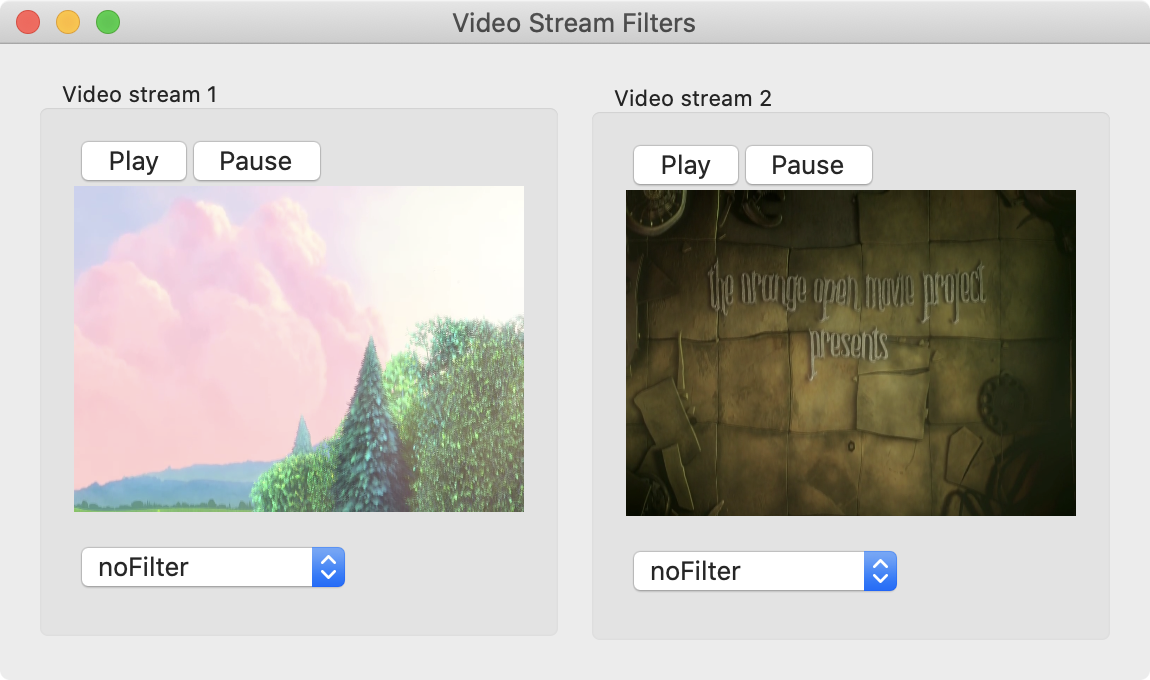 Video Stream Filters
Video stream 1
Play Pause
noFilter
Video stream 2
Play Pause
the orange open movie project
presents
noFilter